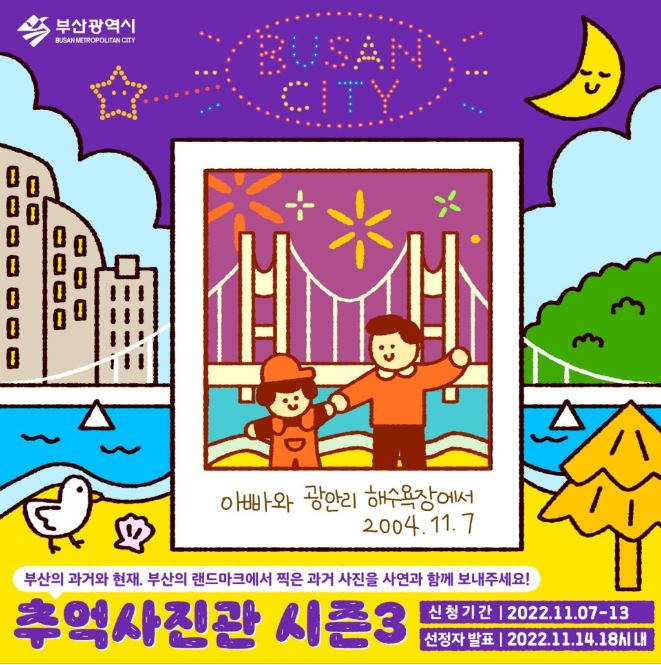 부산광역시
BUSAN METROPOLITAN CITY
BUSAN
CITY
아빠와 광안리 해수욕장에서
2004.11.7
부산의 과거와 현재. 부산의 랜드마크에서 찍은 과거 사진을 사연과 함께 보내주세요!
추억사진관 시즌3
신청기간 2022.11.07-13
선정자 발표 2022.11.14.18시 내